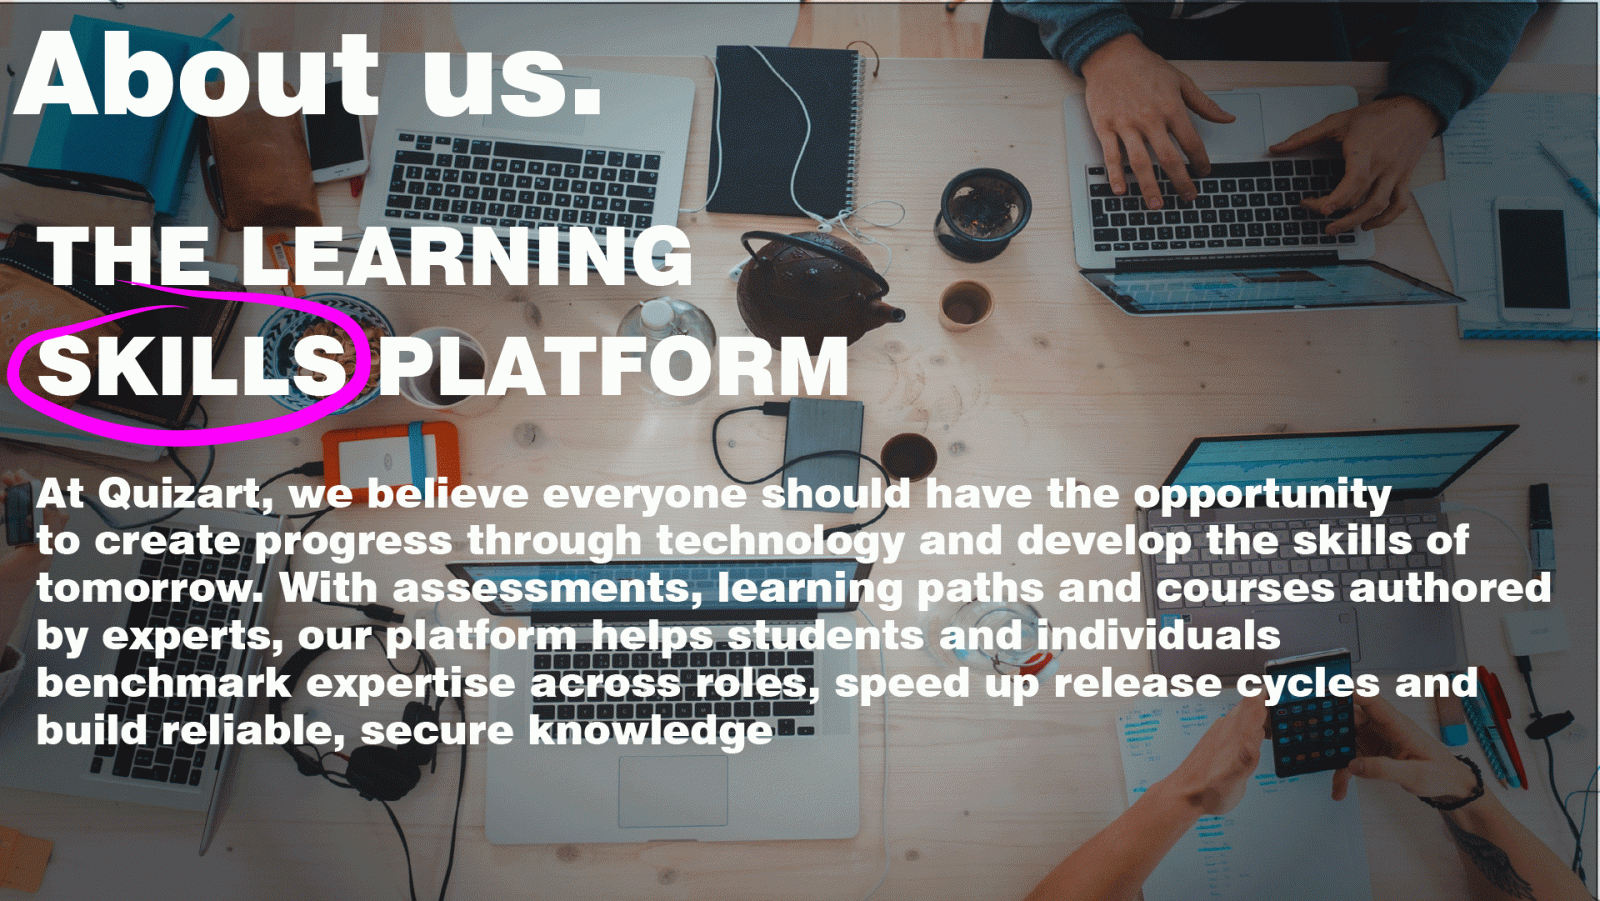 About us.
THE LEARNING
SKILLS PLATFORM
At Quizart, we believe everyone should have the opportunity
to create progress through technology and develop the skills of
tomorrow. With assessments, learning paths and courses authored
by experts, our platform helps students and individuals
benchmark expertise across roles, speed up release cycles and
build reliable, secure knowledge